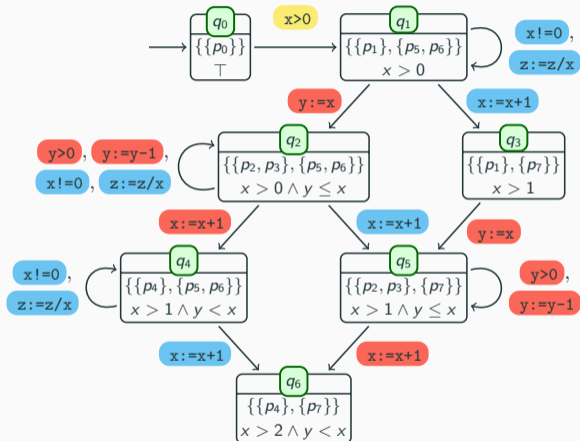 q₀
{{p₀}}
⊤
x>0
q₁
{{p₁}, {p₅, p₆}}
x > 0
x!=0,
z:=z/x
y:=x
x:=x+1
q₂
{{p₂, p₃}, {p₅, p₆}}
x > 0 ∧ y ≤ x
y>0, y:=y-1,
x!=0, z:=z/x
q₃
{{p₁}, {p₇}}
x > 1
x:=x+1
x:=x+1
y:=x
q₄
{{p₄}, {p₅, p₆}}
x > 1 ∧ y < x
x!=0,
z:=z/x
q₅
{{p₂, p₃}, {p₇}}
x > 1 ∧ y ≤ x
y>0,
y:=y-1
x:=x+1
x:=x+1
q₆
{{p₄}, {p₇}}
x > 2 ∧ y < x